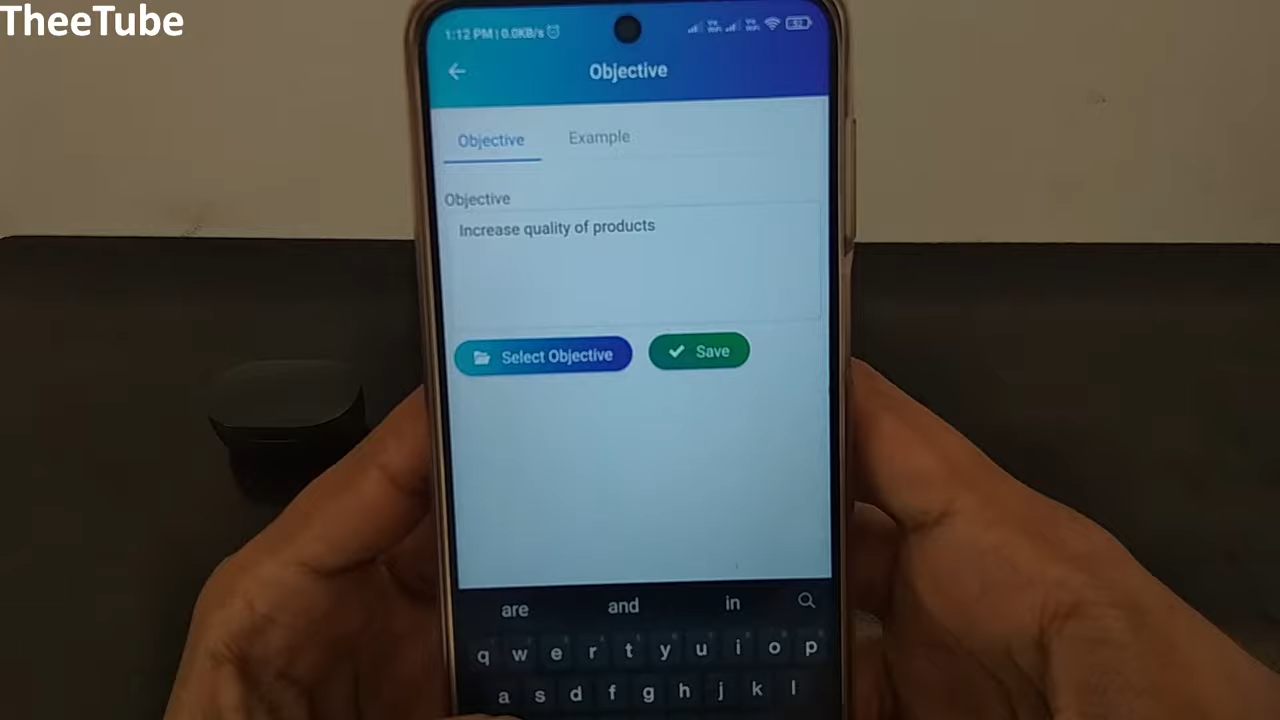 TheeTube
1:12 PM | 0.0KB/s
52
Objective
Objective Example
Objective
Increase quality of products
Select Objective Save
are and in
q w e r t y u i o p
a s d f g h j k l